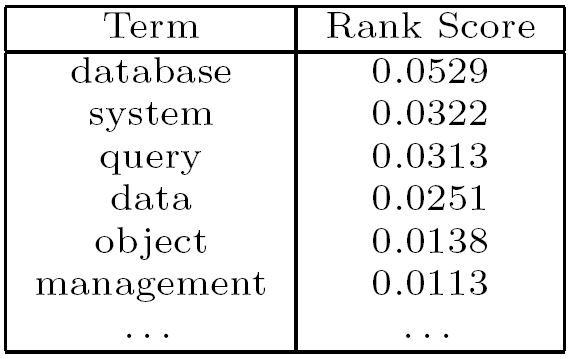 Term Rank Score
database 0.0529
system 0.0322
query 0.0313
data 0.0251
object 0.0138
management 0.0113
... ...